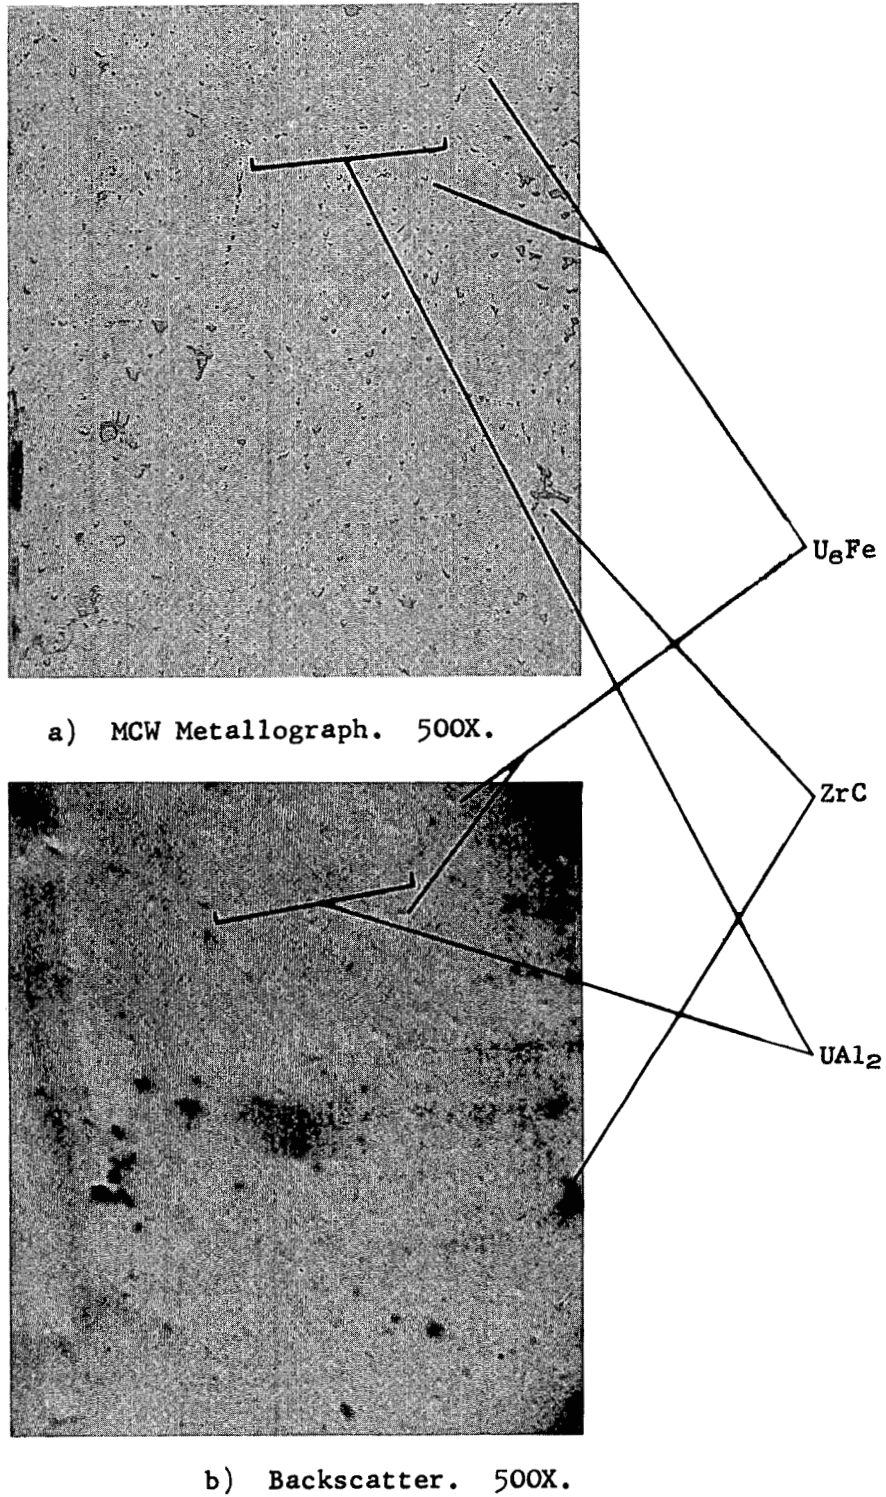 U₆Fe
a) MCW Metallograph. 500X.
ZrC
UAl₂
b) Backscatter. 500X.